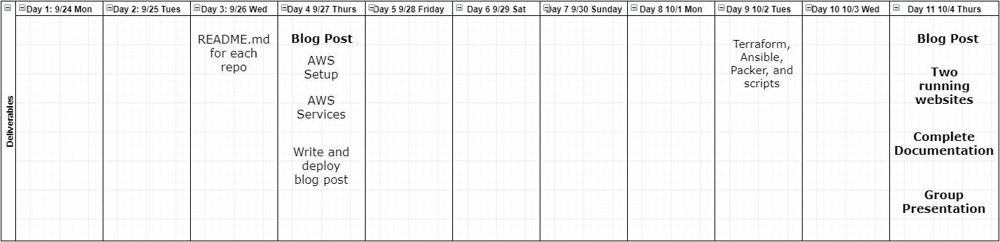 Day 1: 9/24 Mon
Day 2: 9/25 Tues
Day 3: 9/26 Wed
Day 4 9/27 Thurs
Day 5 9/28 Friday
Day 6 9/29 Sat
Day 7 9/30 Sunday
Day 8 10/1 Mon
Day 9 10/2 Tues
Day 10 10/3 Wed
Day 11 10/4 Thurs
Deliverables
README.md
for each
repo
Blog Post
AWS
Setup
AWS
Services
Write and
deploy
blog post
Terraform,
Ansible,
Packer, and
scripts
Blog Post
Two
running
websites
Complete
Documentation
Group
Presentation